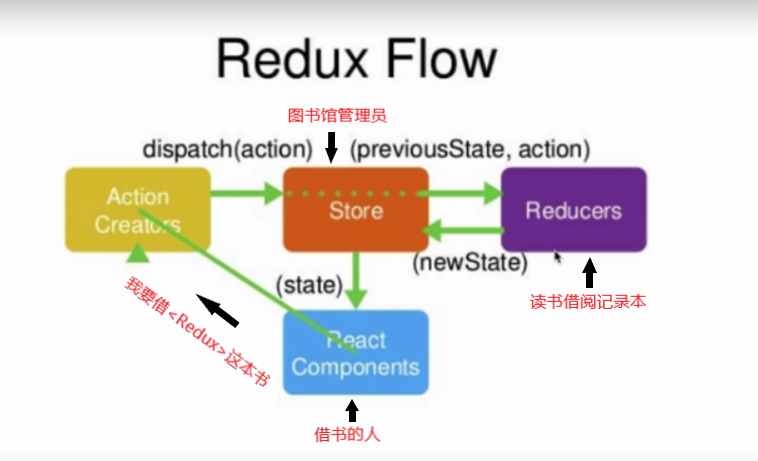 Redux Flow
图书馆管理员
dispatch(action)
(previousState, action)
Action
Creators
Store
Reducers
(newState)
(state)
我要借<Redux>这本书
读书借阅记录本
React
Components
借书的人